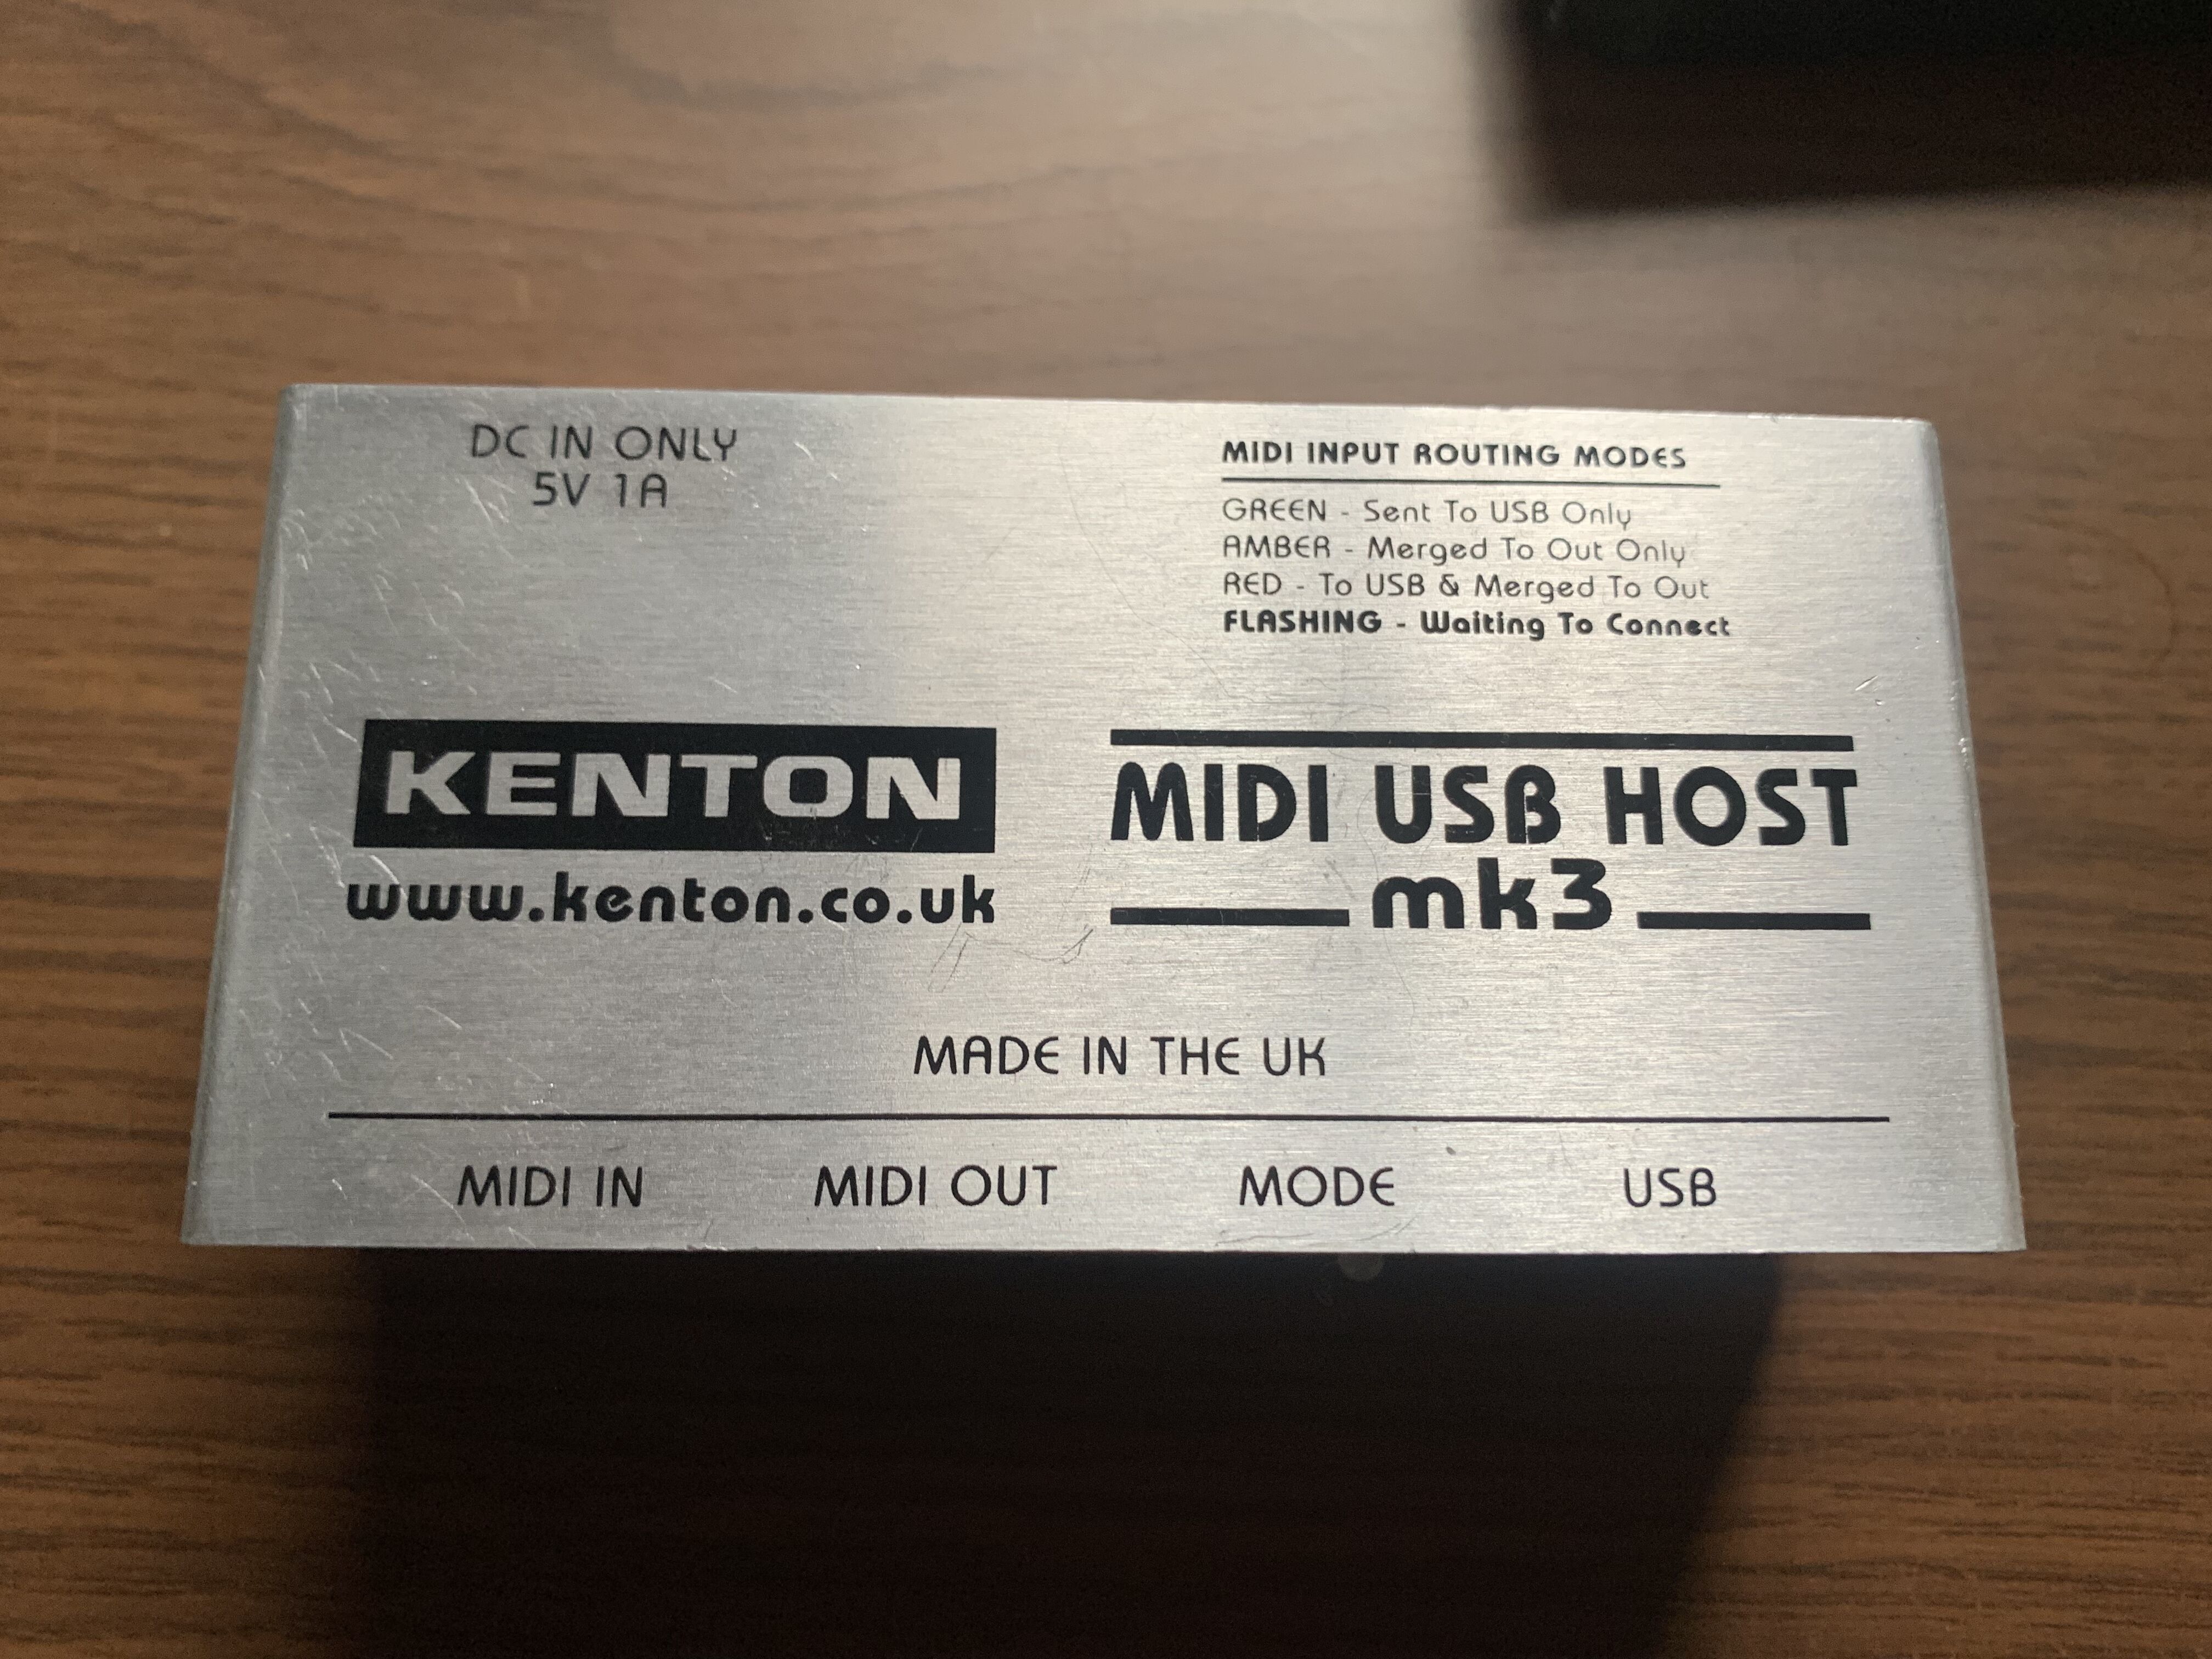 DC IN ONLY
5V 1A
MIDI INPUT ROUTING MODES
GREEN - Sent To USB Only
AMBER - Merged To Out Only
RED - To USB & Merged To Out
FLASHING - Waiting To Connect
KENTON
www.kenton.co.uk
MIDI USB HOST
mk3
MADE IN THE UK
MIDI IN MIDI OUT MODE USB